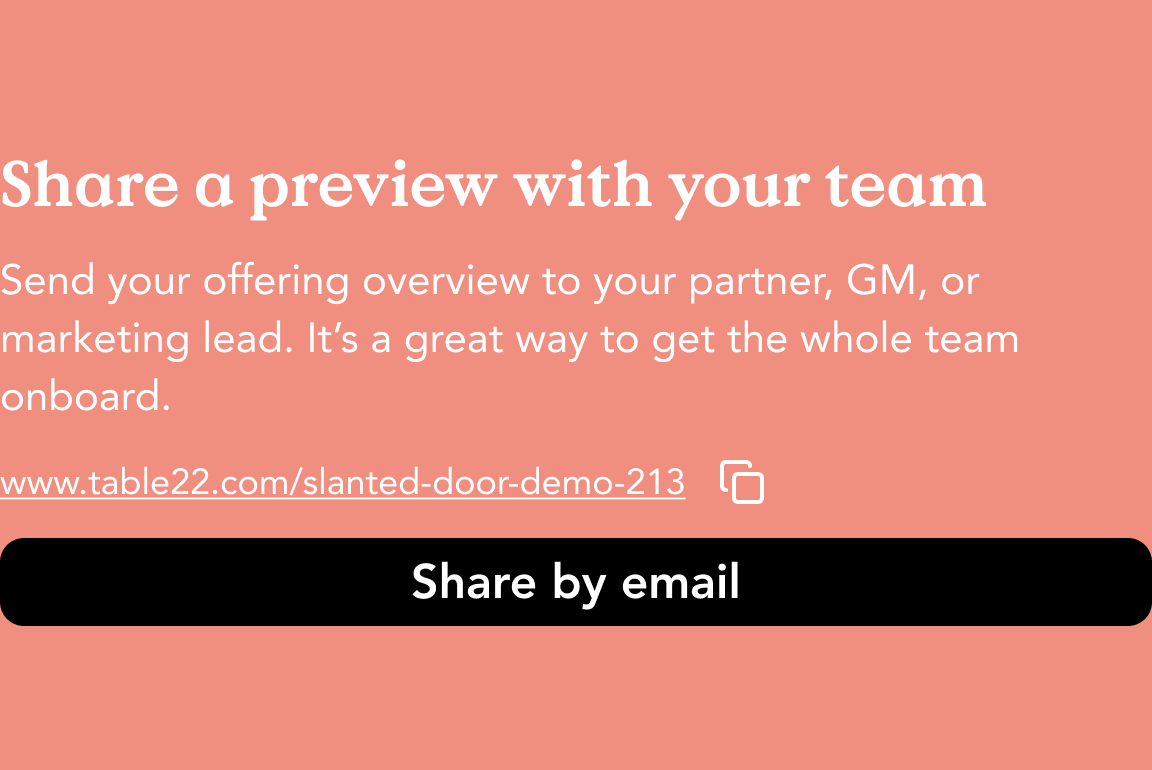 Share a preview with your team
Send your offering overview to your partner, GM, or
marketing lead. It’s a great way to get the whole team
onboard.
www.table22.com/slanted-door-demo-213
Share by email